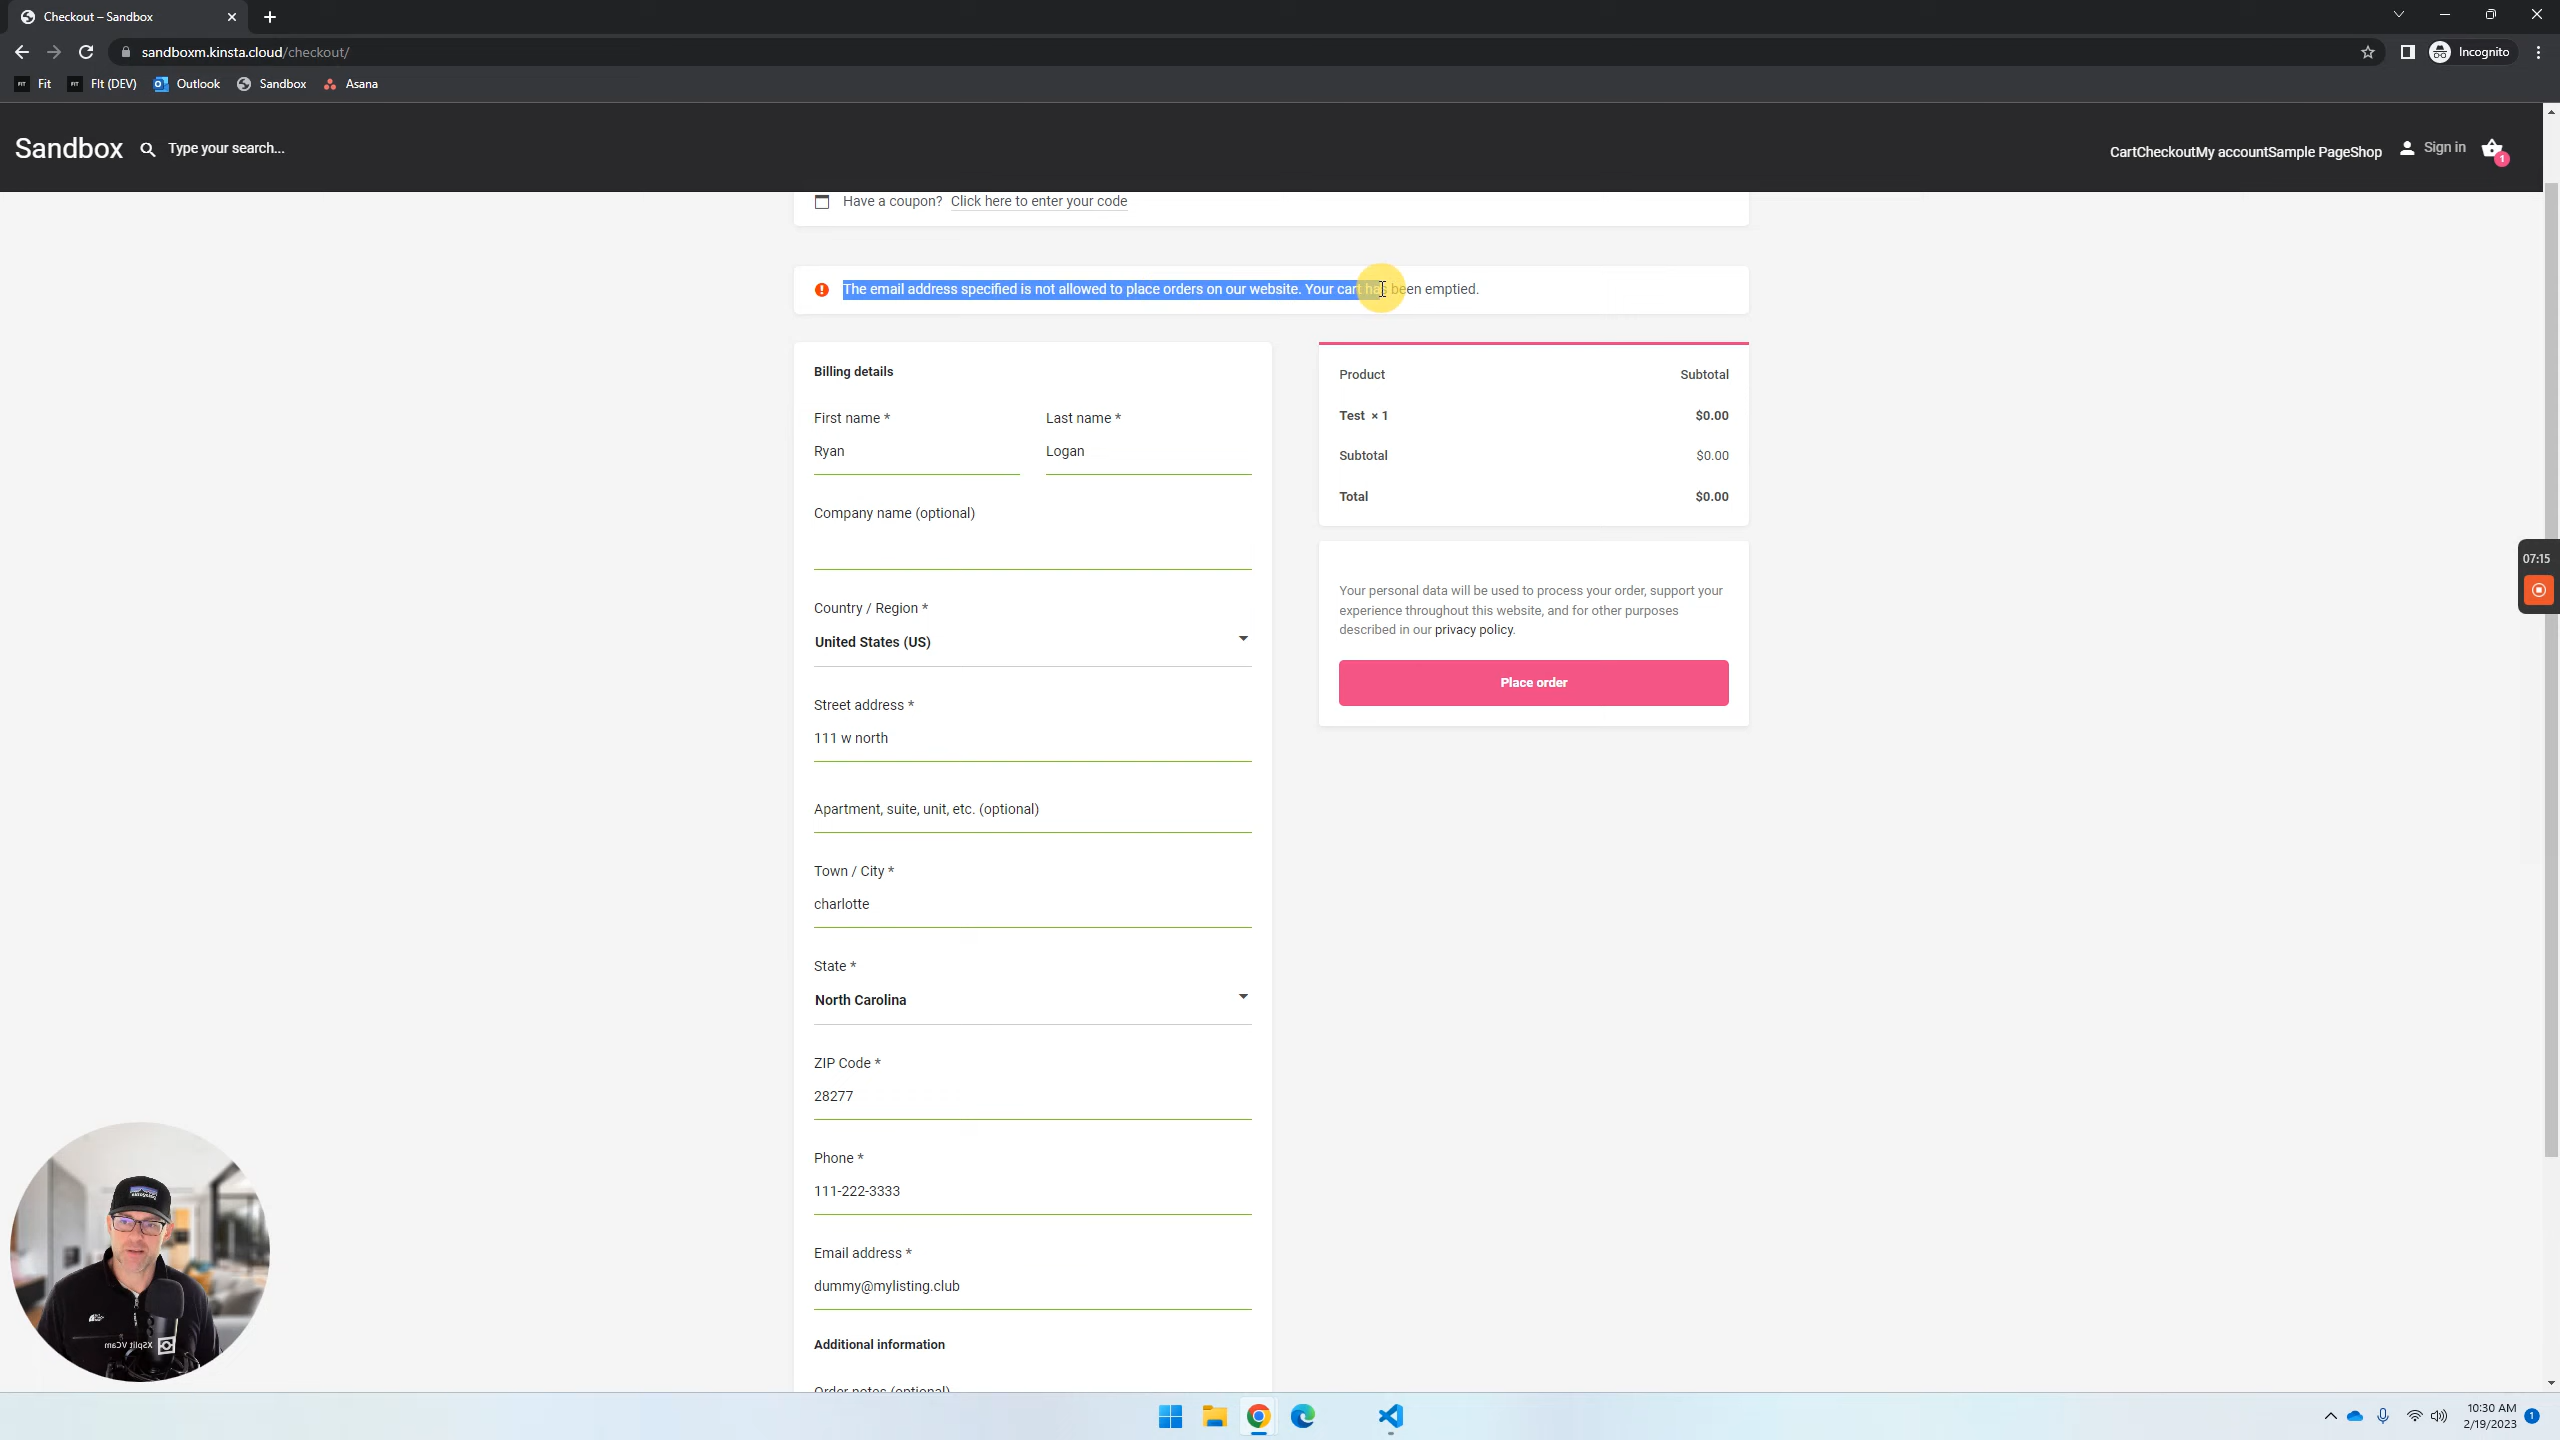 Checkout – Sandbox
sandboxm.kinsta.cloud/checkout/
Incognito
Fit
FIt (DEV)
Outlook
Sandbox
Asana
Sandbox
Type your search...
CartCheckoutMy accountSample PageShop
Sign in
1
Have a coupon? Click here to enter your code
The email address specified is not allowed to place orders on our website. Your cart has been emptied.
Billing details
First name *
Last name *
Ryan
Logan
Company name (optional)
Country / Region *
United States (US)
Street address *
111 w north
Apartment, suite, unit, etc. (optional)
Town / City *
charlotte
State *
North Carolina
ZIP Code *
28277
Phone *
111-222-3333
Email address *
dummy@mylisting.club
Additional information
Order notes (optional)
Product
Subtotal
Test × 1
$0.00
Subtotal
$0.00
Total
$0.00
Your personal data will be used to process your order, support your
experience throughout this website, and for other purposes
described in our privacy policy.
Place order
07:15
XSplit VCam
10:30 AM
2/19/2023
1